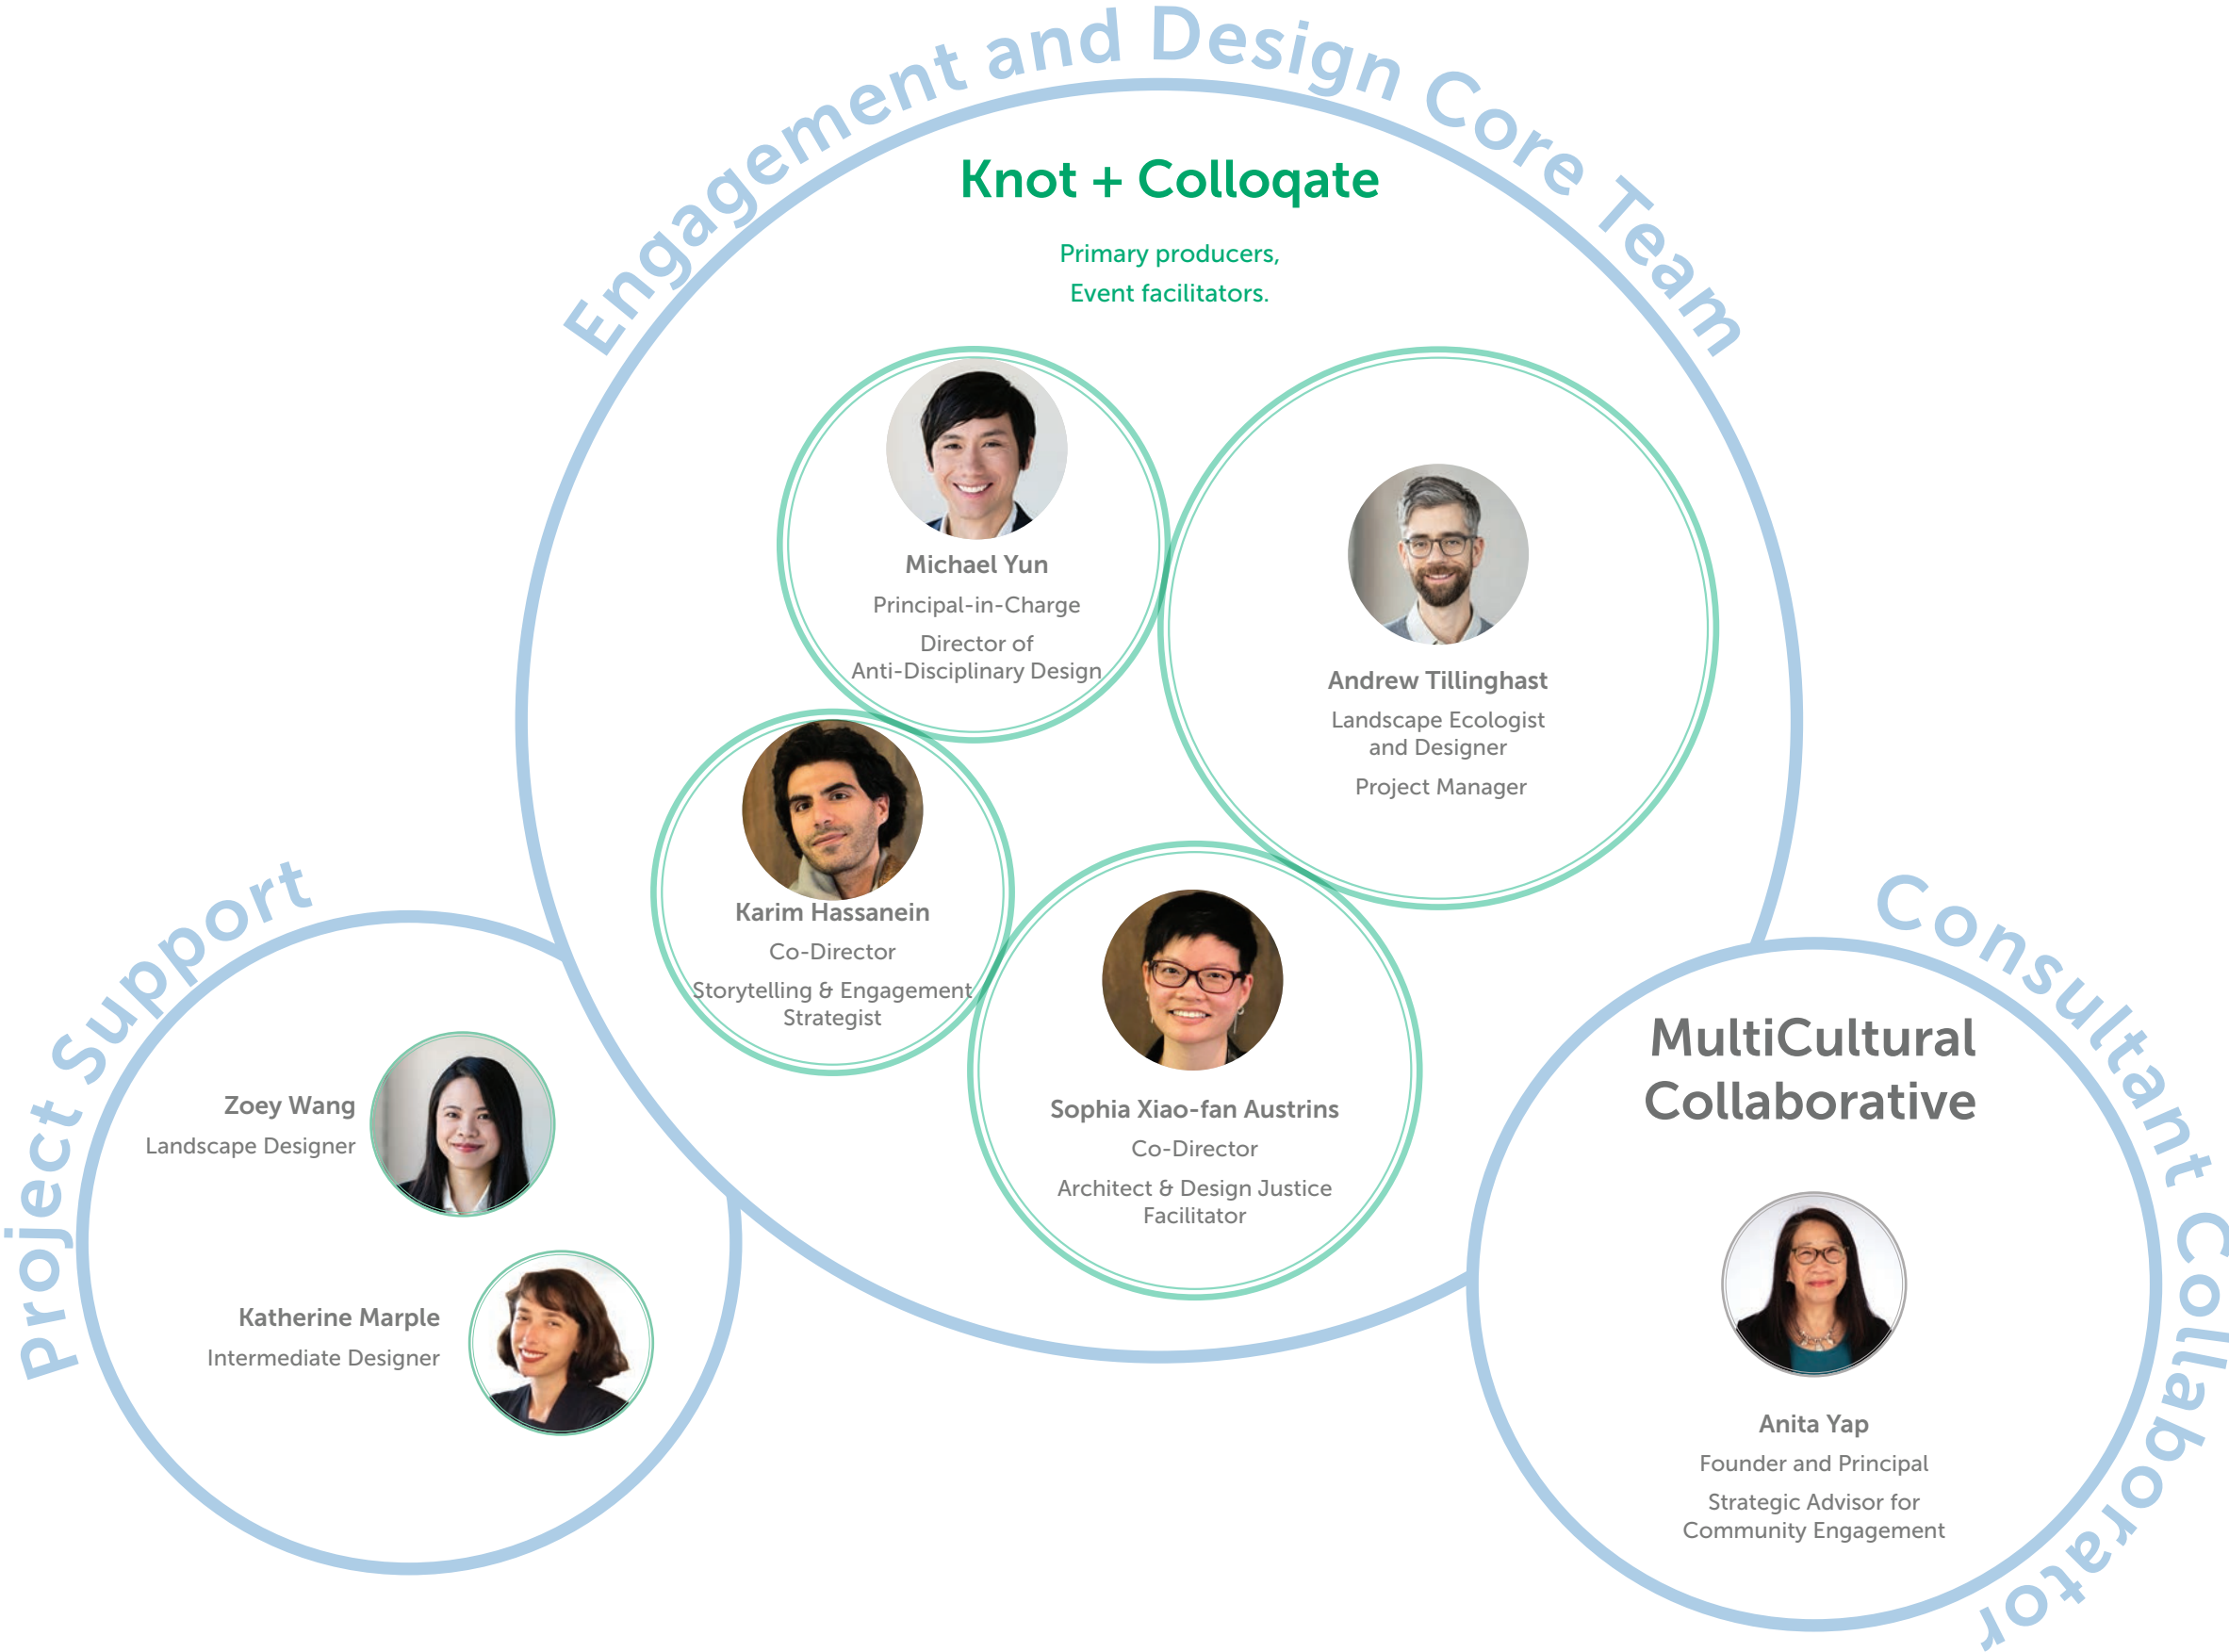 Engagement and Design Core Team
Knot + Colloqate
Primary producers,
Event facilitators.
Michael Yun
Principal-in-Charge
Director of
Anti-Disciplinary Design
Andrew Tillinghast
Landscape Ecologist
and Designer
Project Manager
Karim Hassanein
Co-Director
Storytelling & Engagement
Strategist
Sophia Xiao-fan Austrins
Co-Director
Architect & Design Justice
Facilitator
Project Support
Zoey Wang
Landscape Designer
Katherine Marple
Intermediate Designer
Consultant Collaborator
MultiCultural
Collaborative
Anita Yap
Founder and Principal
Strategic Advisor for
Community Engagement